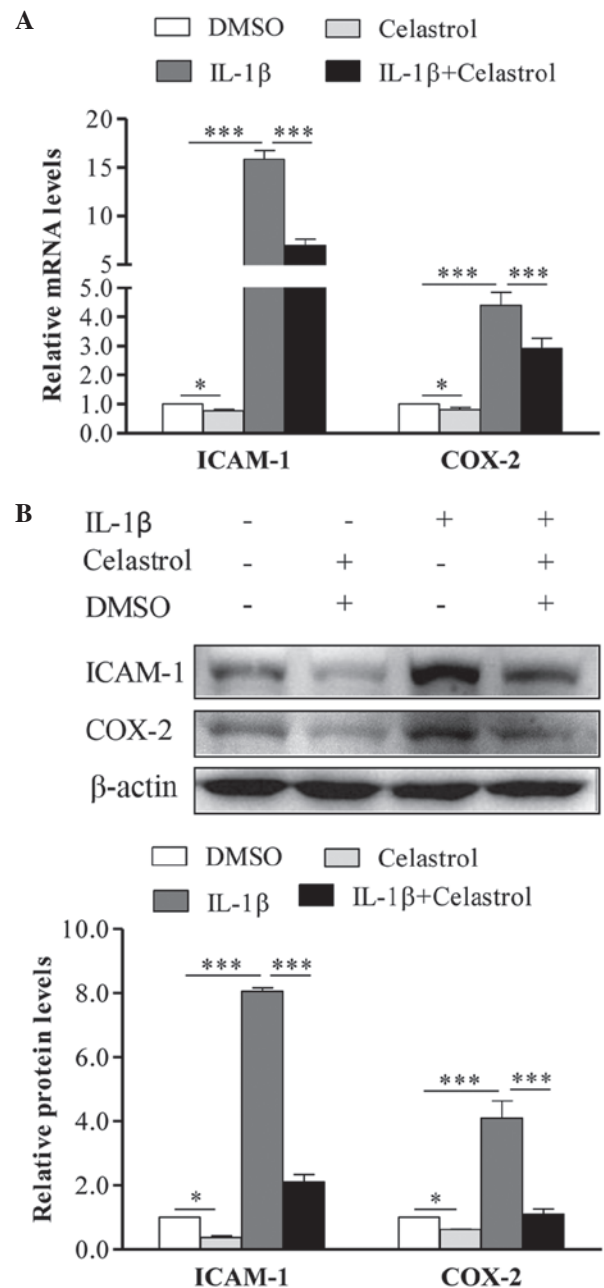 A
DMSO Celastrol
IL-1β IL-1β+Celastrol
Relative mRNA levels
20
15
10
5
5.0
4.0
3.0
2.0
1.0
0.0
*** ***
*** ***
* *
ICAM-1 COX-2
B
IL-1β - - + +
Celastrol - + - +
DMSO - + - +
ICAM-1
COX-2
β-actin
DMSO Celastrol
IL-1β IL-1β+Celastrol
Relative protein levels
10.0
8.0
6.0
4.0
2.0
0.0
*** ***
*** ***
* *
ICAM-1 COX-2